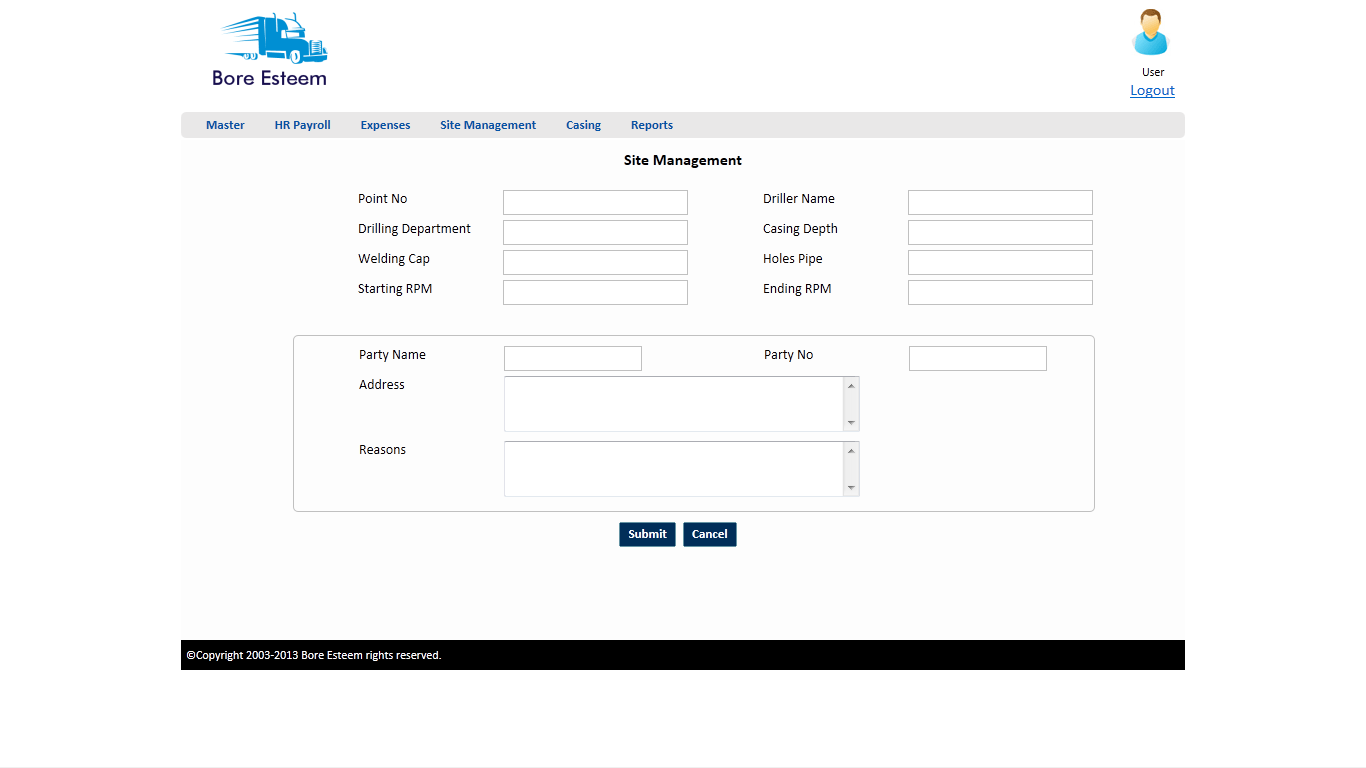 Bore Esteem
User
Logout
Master HR Payroll Expenses Site Management Casing Reports
Site Management
Point No Driller Name
Drilling Department Casing Depth
Welding Cap Holes Pipe
Starting RPM Ending RPM
Party Name Party No
Address
Reasons
Submit Cancel
©Copyright 2003-2013 Bore Esteem rights reserved.